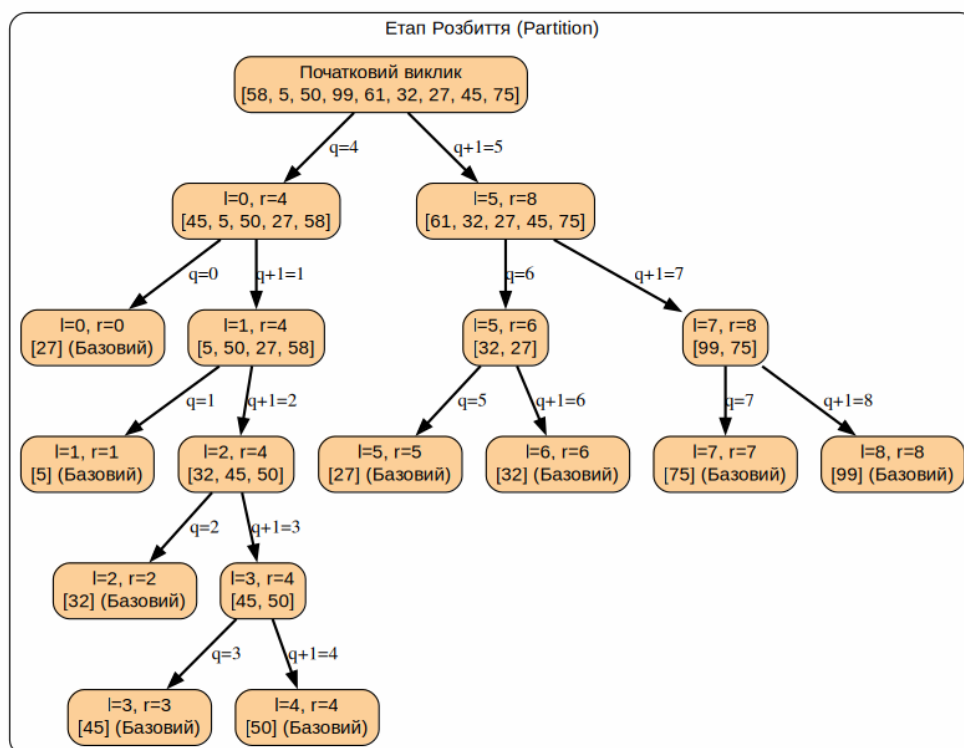 Етап Розбиття (Partition)
Початковий виклик
[58, 5, 50, 99, 61, 32, 27, 45, 75]
q=4
q+1=5
l=0, r=4
[45, 5, 50, 27, 58]
l=5, r=8
[61, 32, 27, 45, 75]
q=0
q+1=1
q=6
q+1=7
l=0, r=0
[27] (Базовий)
l=1, r=4
[5, 50, 27, 58]
l=5, r=6
[32, 27]
l=7, r=8
[99, 75]
q=1
q+1=2
q=5
q+1=6
q=7
q+1=8
l=1, r=1
[5] (Базовий)
l=2, r=4
[32, 45, 50]
l=5, r=5
[27] (Базовий)
l=6, r=6
[32] (Базовий)
l=7, r=7
[75] (Базовий)
l=8, r=8
[99] (Базовий)
q=2
q+1=3
l=2, r=2
[32] (Базовий)
l=3, r=4
[45, 50]
q=3
q+1=4
l=3, r=3
[45] (Базовий)
l=4, r=4
[50] (Базовий)